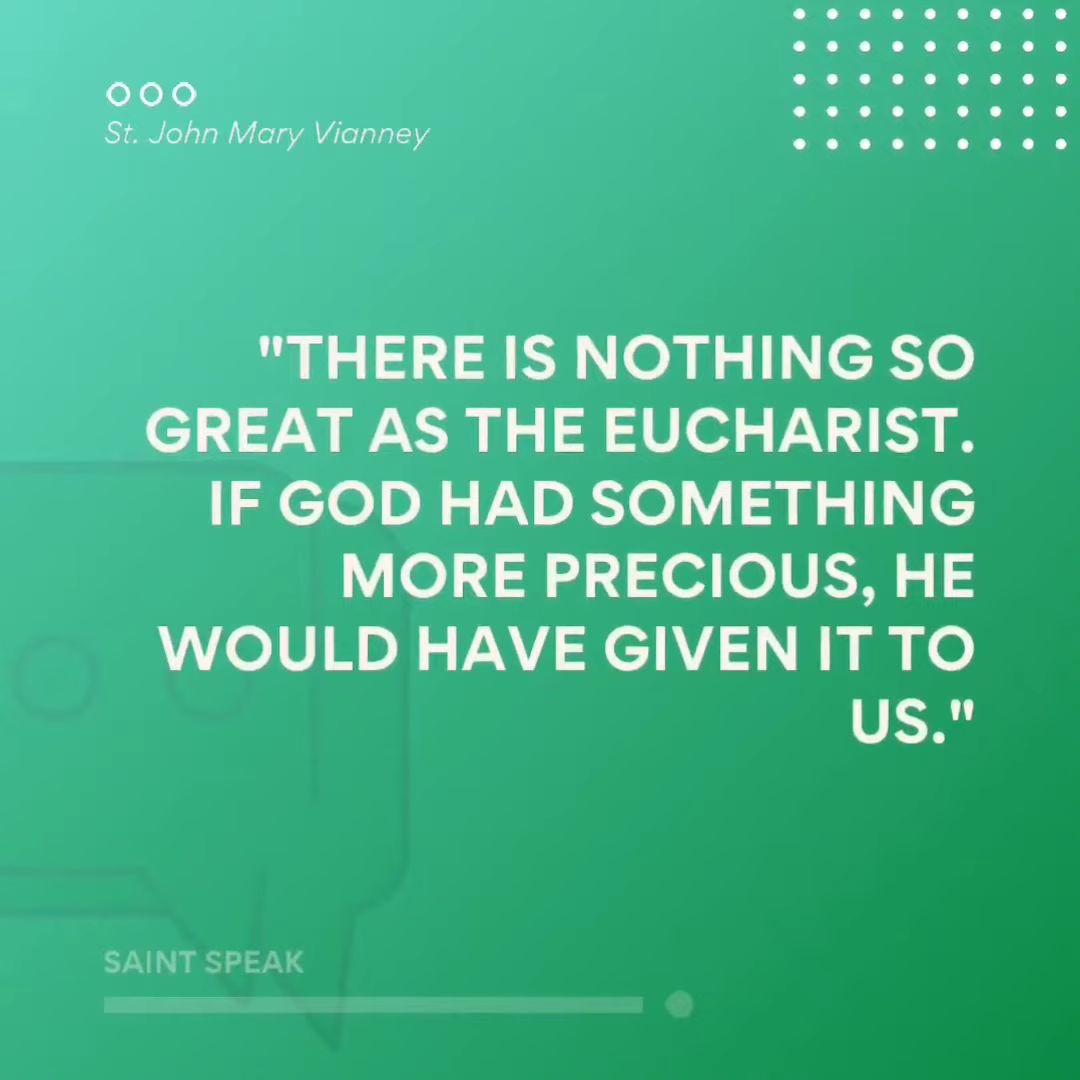 St. John Mary Vianney
"THERE IS NOTHING SO
GREAT AS THE EUCHARIST.
IF GOD HAD SOMETHING
MORE PRECIOUS, HE
WOULD HAVE GIVEN IT TO
US."
SAINT SPEAK